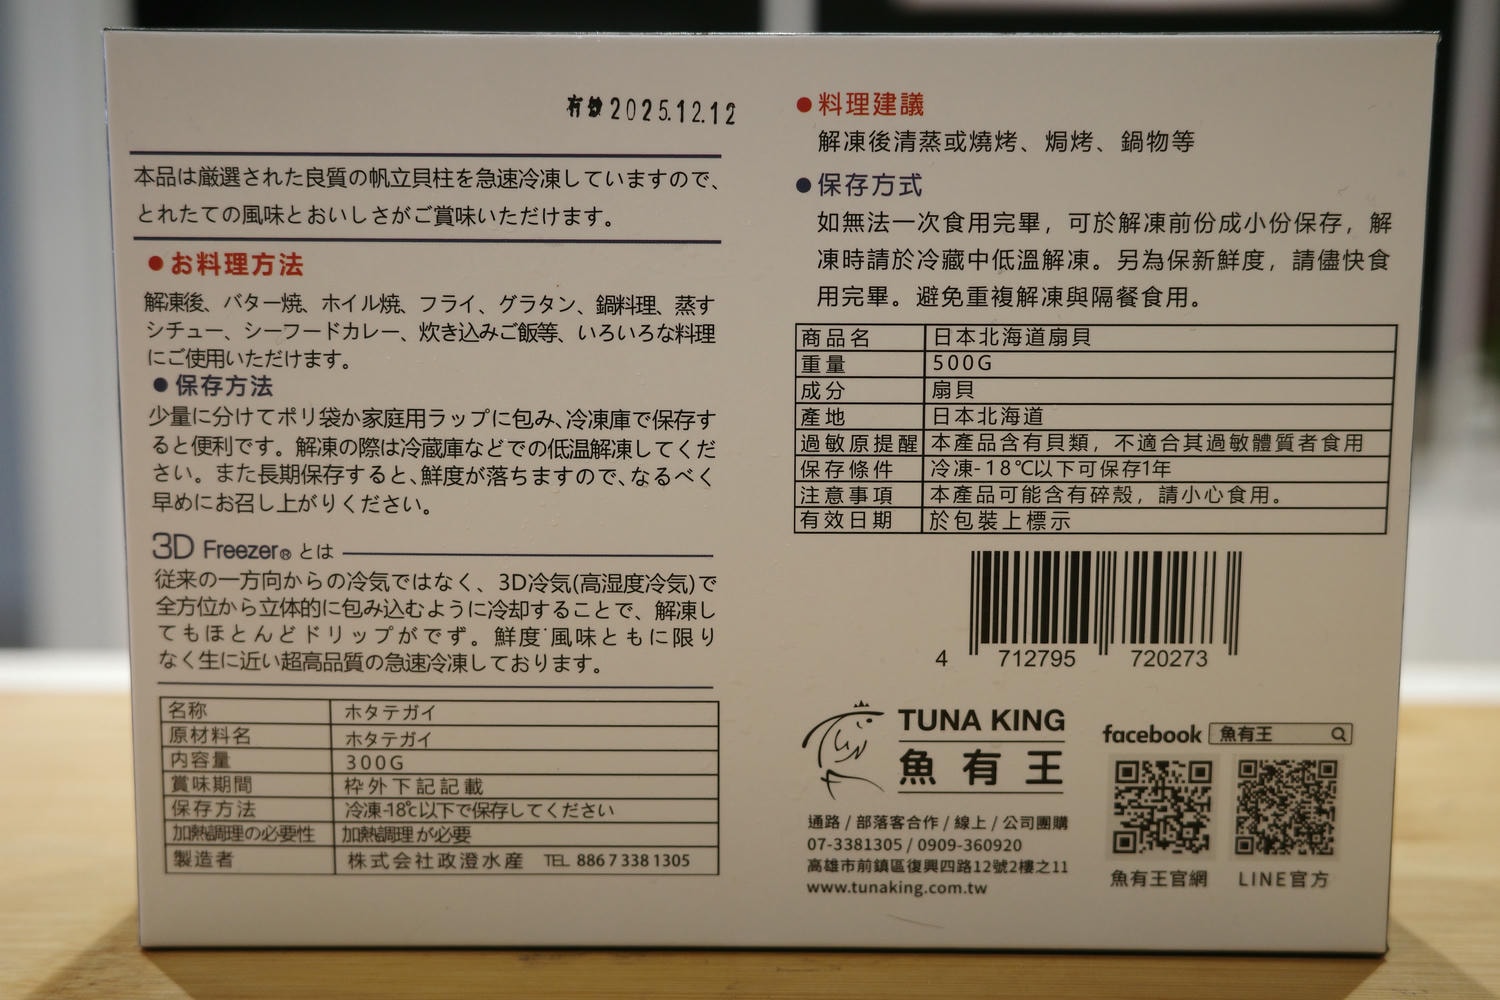 有效2025.12.12
本品は厳選された良質の帆立貝柱を急速冷凍していますので、
とれたての風味とおいしさがご賞味いただけます。
●お料理方法
解凍後、バター焼、ホイル焼、フライ、グラタン、鍋料理、蒸す
シチュー、シーフードカレー、炊き込みご飯等、いろいろな料理
にご使用いただけます。
●保存方法
少量に分けてポリ袋か家庭用ラップに包み、冷凍庫で保存す
ると便利です。解凍の際は冷蔵庫などでの低温解凍してくだ
さい。また長期保存すると、鮮度が落ちますので、なるべく
早めにお召し上がりください。
3D Freezer® とは
従来の一方向からの冷気ではなく、3D冷気(高湿度冷気)で
全方位から立体的に包み込むように冷却することで、解凍し
てもほとんどドリップがでず。鮮度・風味ともに限り
なく生に近い超高品質の急速冷凍しております。
名称 ホタテガイ
原材料名 ホタテガイ
内容量 300G
賞味期間 枠外下記記載
保存方法 冷凍-18℃以下で保存してください
加熱調理の必要性 加熱調理が必要
製造者 株式会社政澄水産 TEL 886 7 338 1305
●料理建議
解凍後清蒸或燒烤、焗烤、鍋物等
●保存方式
如無法一次食用完畢，可於解凍前份成小份保存，解
凍時請於冷藏中低溫解凍。另為保新鮮度，請儘快食
用完畢。避免重複解凍與隔餐食用。
商品名 日本北海道扇貝
重量 500G
成分 扇貝
產地 日本北海道
過敏原提醒 本產品含有貝類，不適合其過敏體質者食用
保存條件 冷凍-18℃以下可保存1年
注意事項 本產品可能含有碎殼，請小心食用。
有效日期 於包裝上標示
4 712795 720273
TUNA KING
魚有王
通路 / 部落客合作 / 線上 / 公司團購
07-3381305 / 0909-360920
高雄市前鎮區復興四路12號2樓之11
www.tunaking.com.tw
facebook 魚有王
魚有王官網 LINE官方